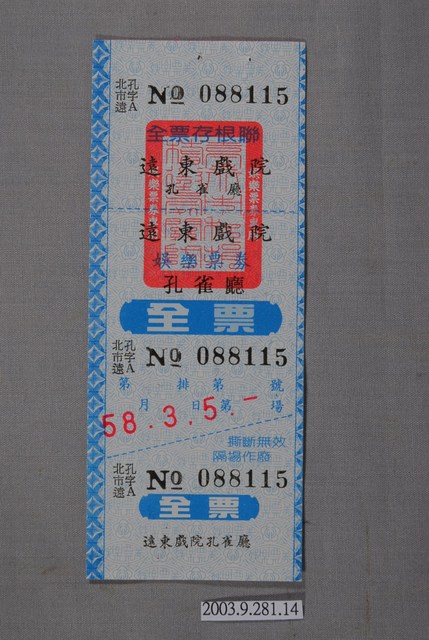 北市遠 孔字A № 088115
全票存根聯
遠東戲院
孔雀廳
遠東戲院
娛樂票券
孔雀廳
全票
北市遠 孔字A № 088115
第 排 第 號
月 日 第 場
58.3.5.-
撕斷無效
隔場作廢
北市遠 孔字A № 088115
全票
遠東戲院孔雀廳
2003.9.281.14